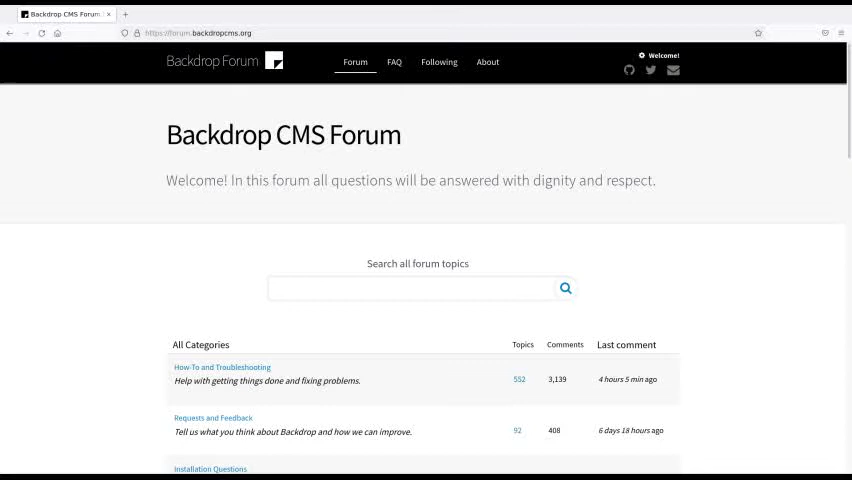 Backdrop CMS Forum
https://forum.backdropcms.org
Backdrop Forum
Forum FAQ Following About
Welcome!
Backdrop CMS Forum
Welcome! In this forum all questions will be answered with dignity and respect.
Search all forum topics
All Categories Topics Comments Last comment
How-To and Troubleshooting
Help with getting things done and fixing problems.
552 3,139 4 hours 5 min ago
Requests and Feedback
Tell us what you think about Backdrop and how we can improve.
92 408 6 days 18 hours ago
Installation Questions